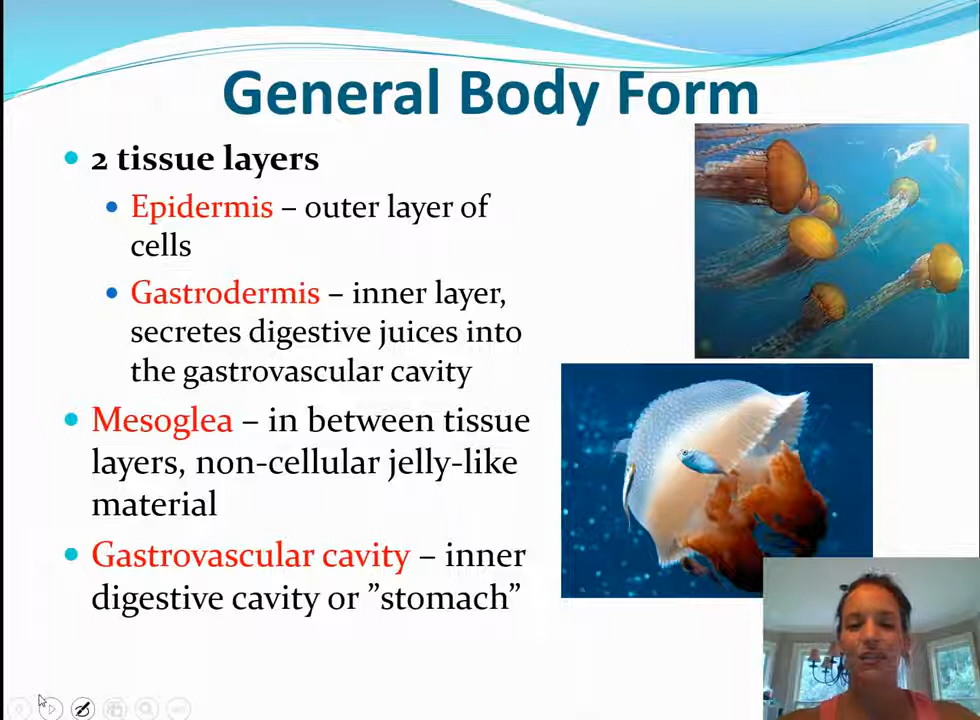 General Body Form
• 2 tissue layers
• Epidermis – outer layer of
cells
• Gastrodermis – inner layer,
secretes digestive juices into
the gastrovascular cavity
• Mesoglea – in between tissue
layers, non-cellular jelly-like
material
• Gastrovascular cavity – inner
digestive cavity or ”stomach”